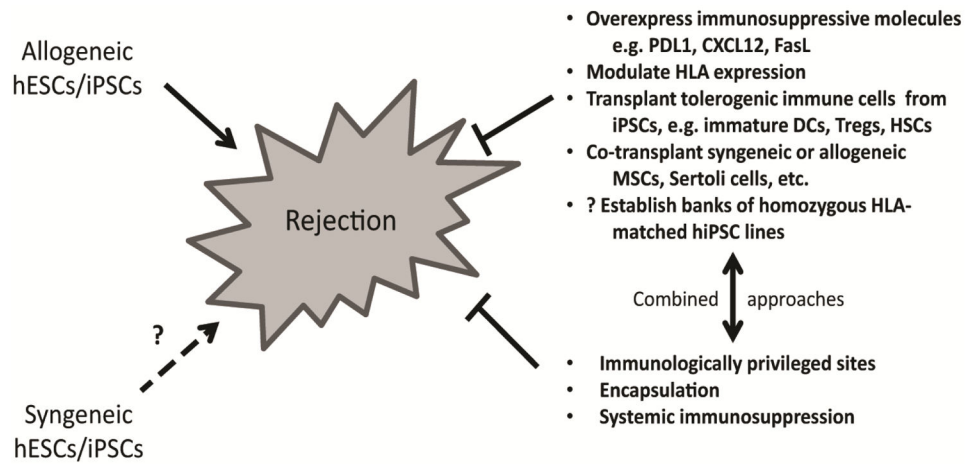 Allogeneic
hESCs/iPSCs
Rejection
?
Syngeneic
hESCs/iPSCs
• Overexpress immunosuppressive molecules
e.g. PDL1, CXCL12, FasL
• Modulate HLA expression
• Transplant tolerogenic immune cells from
iPSCs, e.g. immature DCs, Tregs, HSCs
• Co-transplant syngeneic or allogeneic
MSCs, Sertoli cells, etc.
• ? Establish banks of homozygous HLA-
matched hiPSC lines
Combined approaches
• Immunologically privileged sites
• Encapsulation
• Systemic immunosuppression